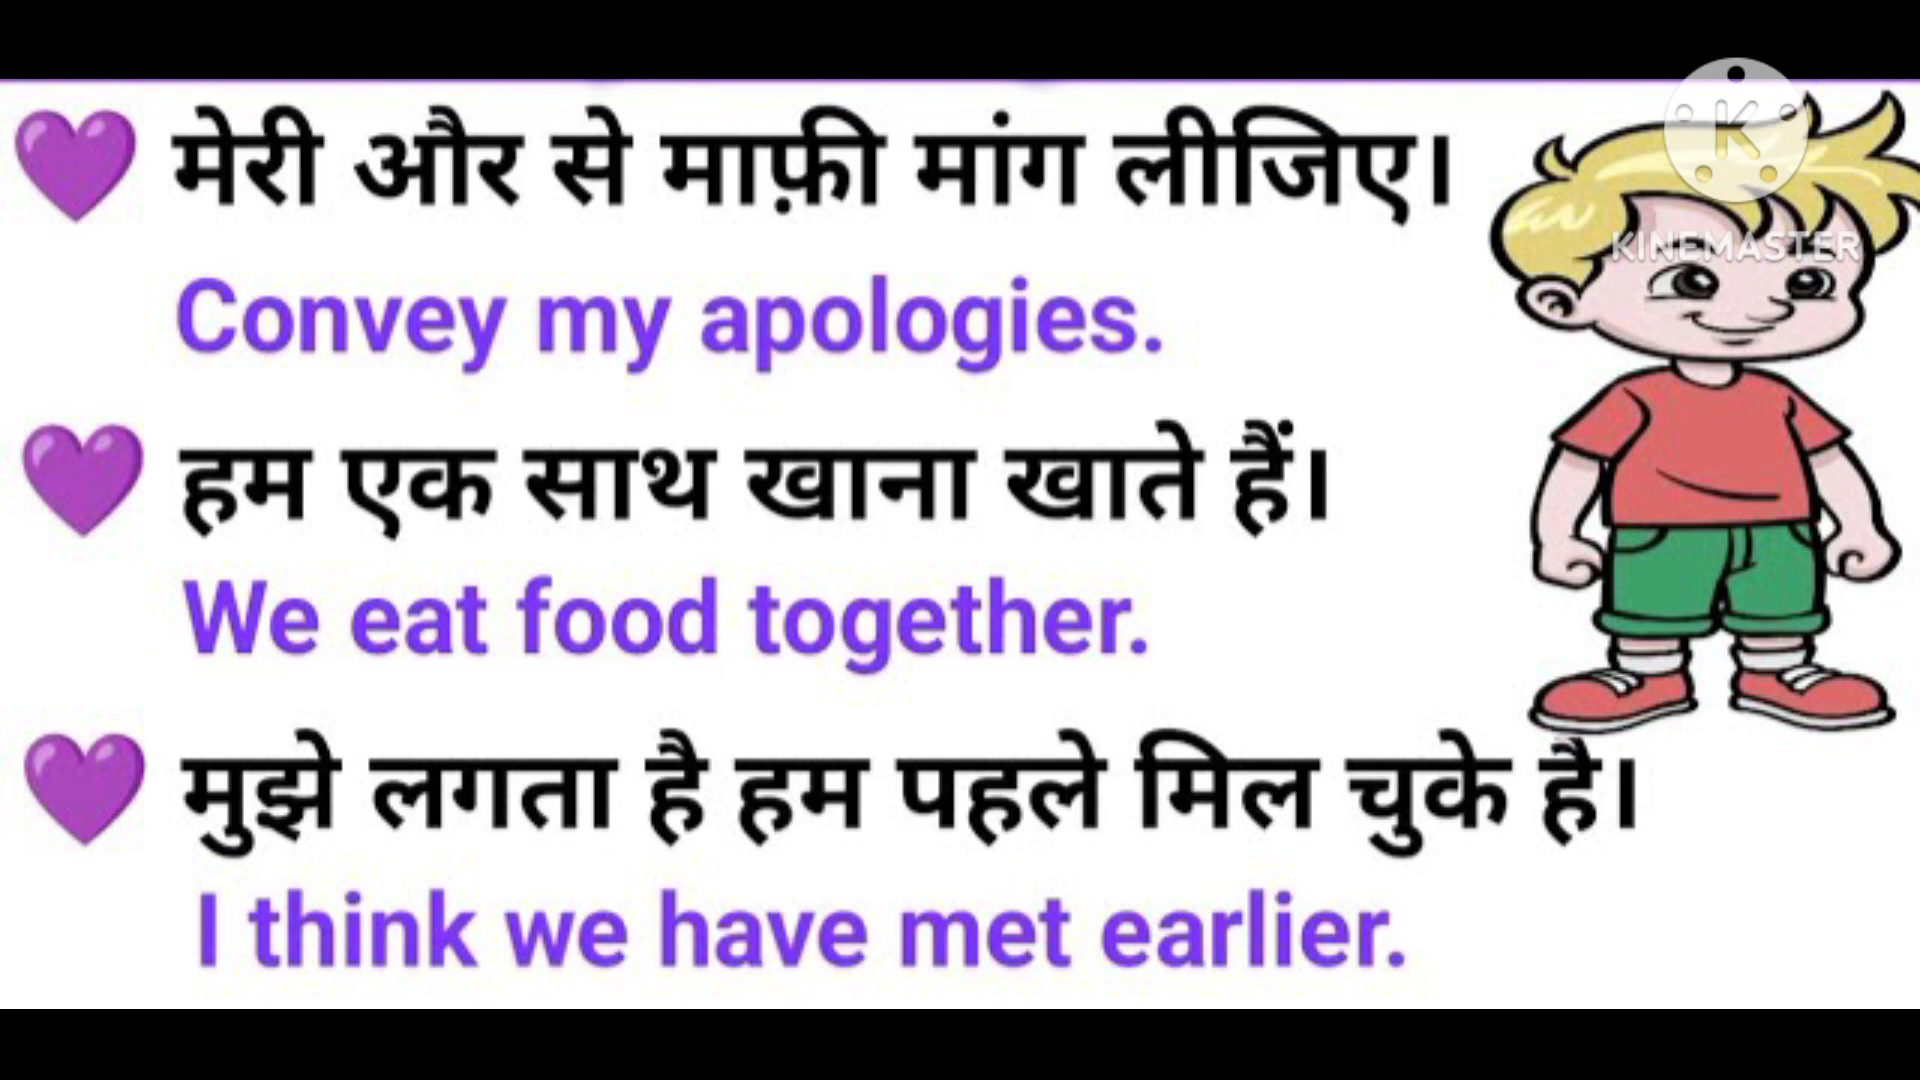 मेरी और से माफ़ी मांग लीजिए।
Convey my apologies.
हम एक साथ खाना खाते हैं।
We eat food together.
मुझे लगता है हम पहले मिल चुके है।
I think we have met earlier.
K
KINEMASTER